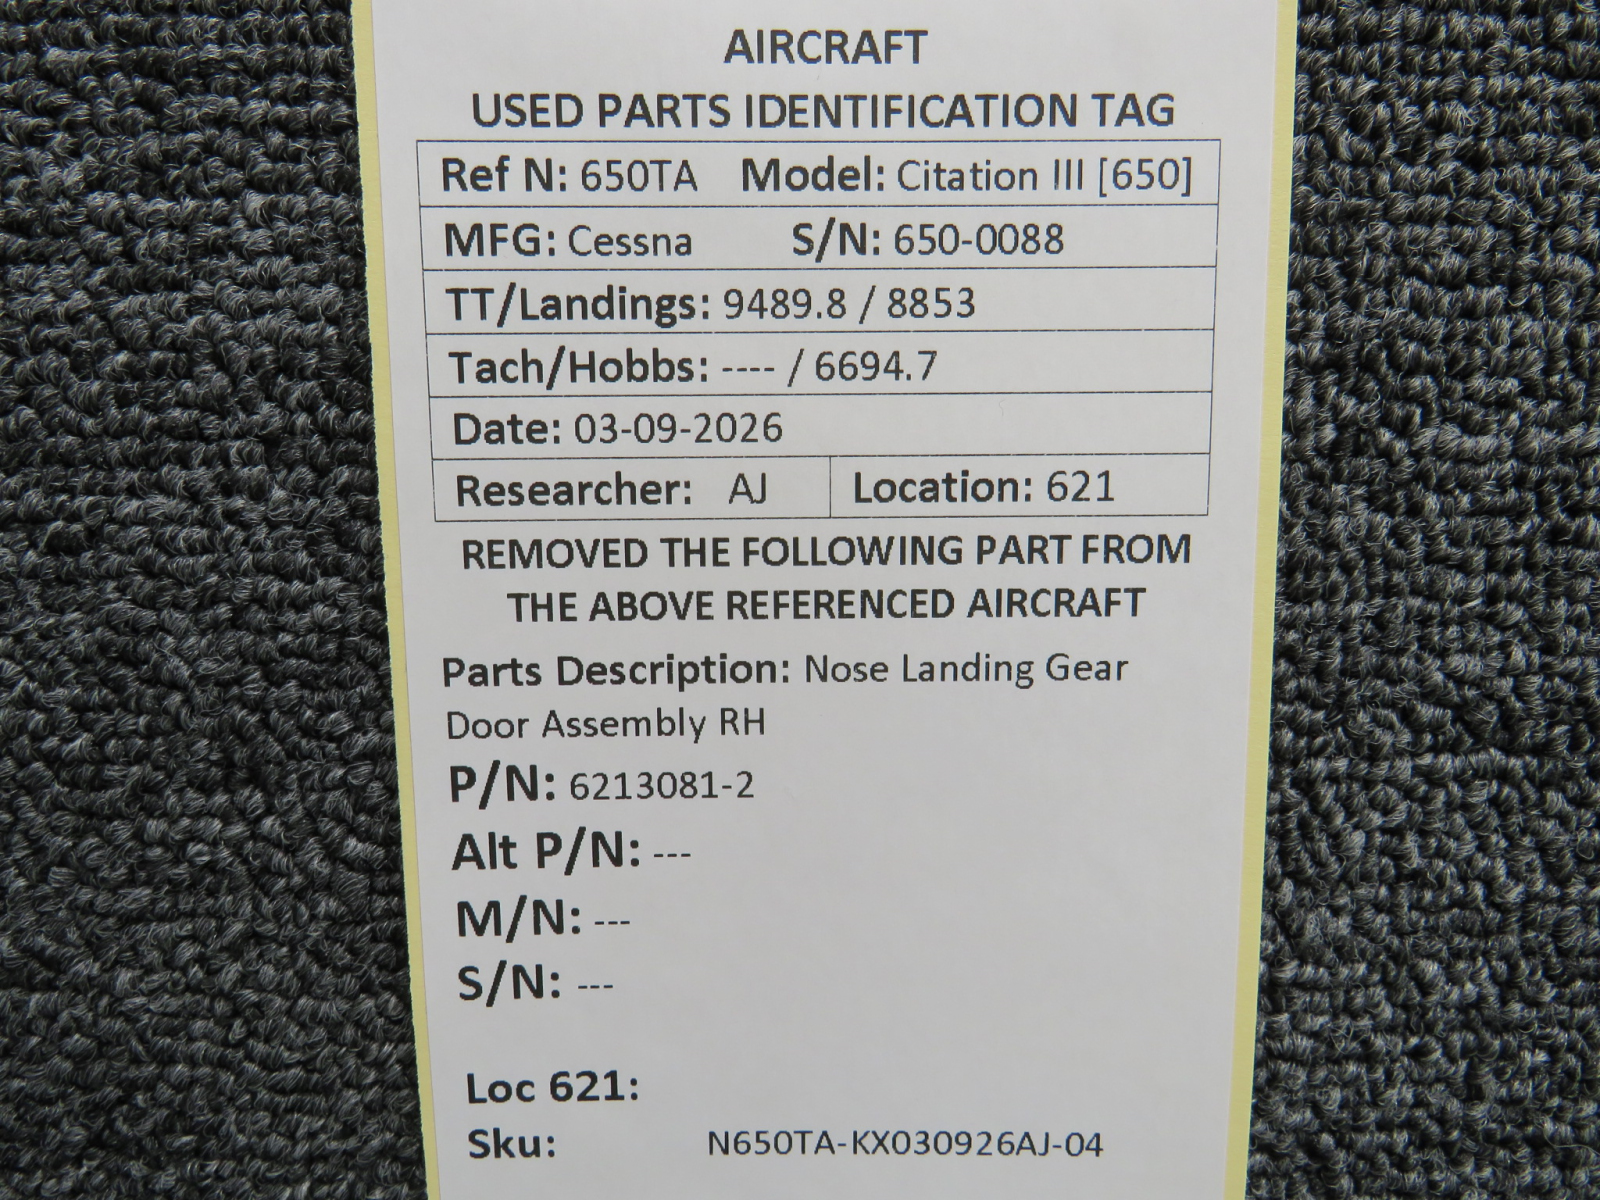 AIRCRAFT
USED PARTS IDENTIFICATION TAG
Ref N: 650TA Model: Citation III [650]
MFG: Cessna S/N: 650-0088
TT/Landings: 9489.8 / 8853
Tach/Hobbs: ---- / 6694.7
Date: 03-09-2026
Researcher: AJ Location: 621
REMOVED THE FOLLOWING PART FROM
THE ABOVE REFERENCED AIRCRAFT
Parts Description: Nose Landing Gear
Door Assembly RH
P/N: 6213081-2
Alt P/N: ---
M/N: ---
S/N: ---
Loc 621:
Sku: N650TA-KX030926AJ-04